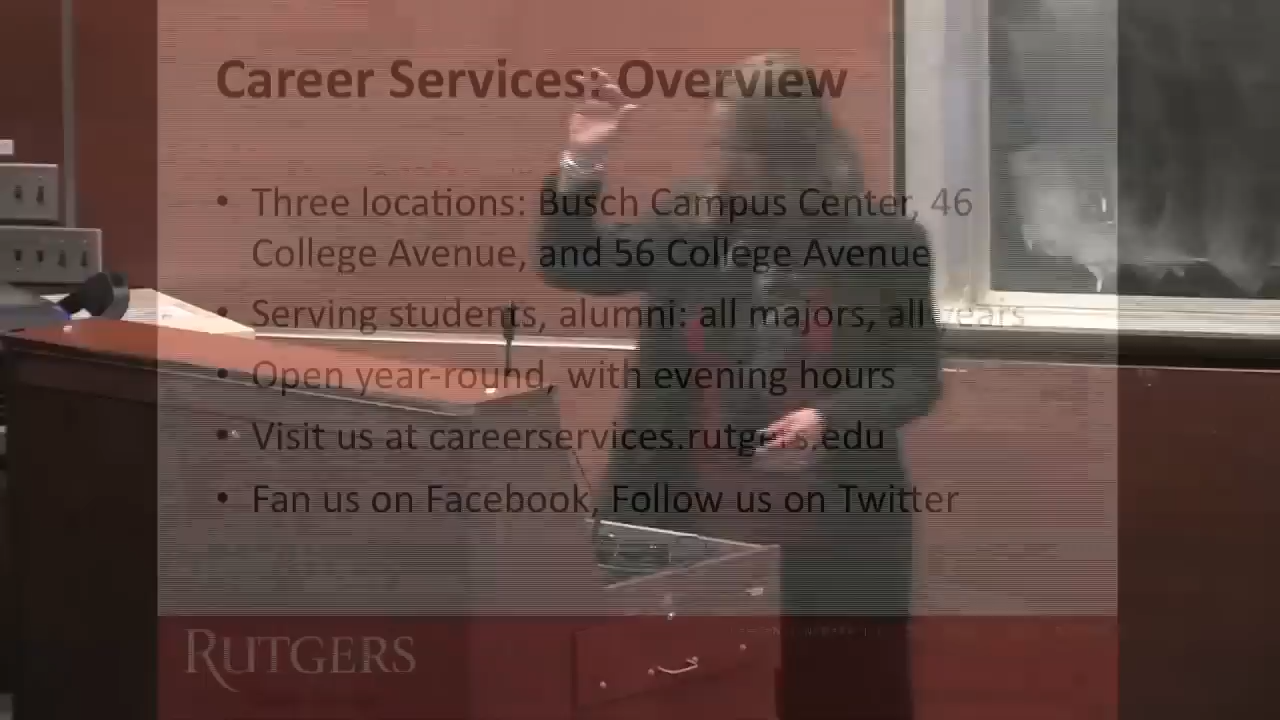 Career Services: Overview
• Three locations: Busch Campus Center, 46
College Avenue, and 56 College Avenue
• Serving students, alumni: all majors, all years
• Open year-round, with evening hours
• Visit us at careerservices.rutgers.edu
• Fan us on Facebook, Follow us on Twitter
RUTGERS